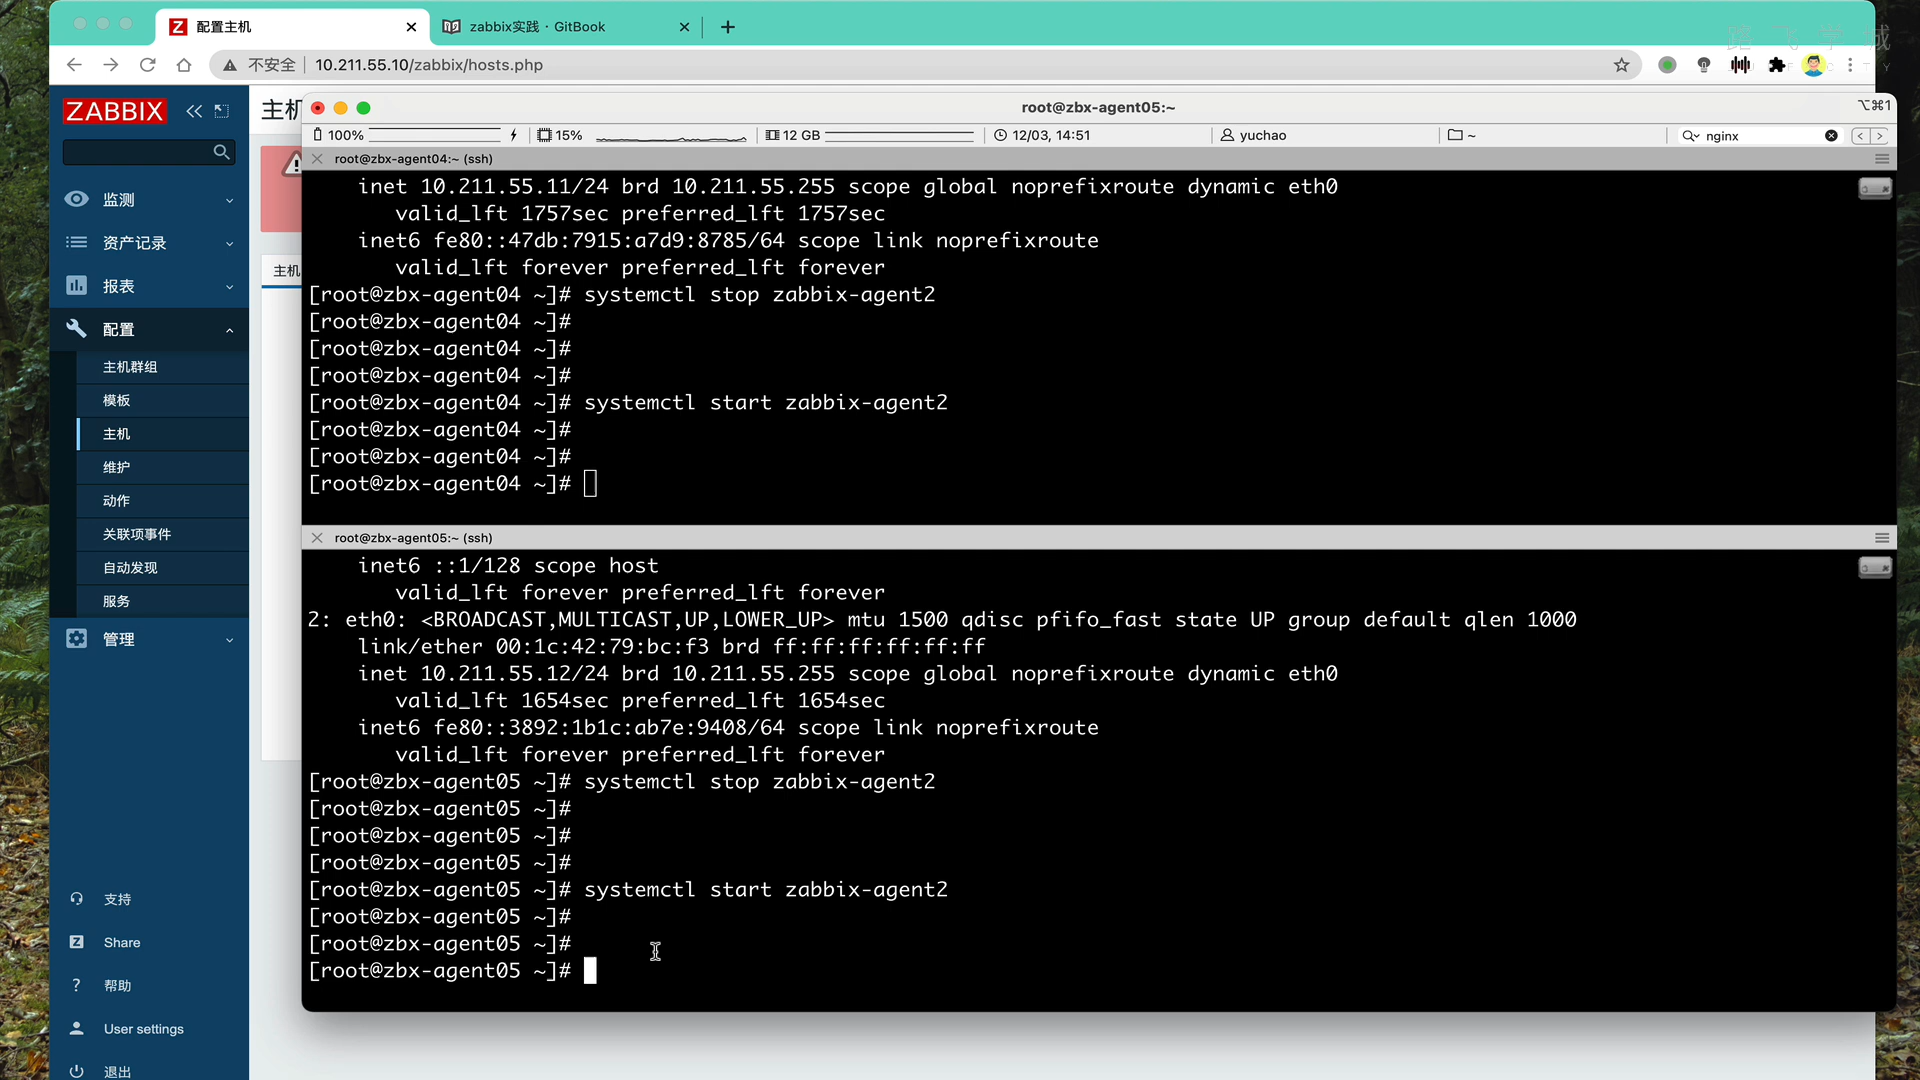 配置主机
zabbix实践 · GitBook
不安全
10.211.55.10/zabbix/hosts.php
路飞学城
ZABBIX
监测
资产记录
报表
配置
主机群组
模板
主机
维护
动作
关联项事件
自动发现
服务
管理
支持
Share
帮助
User settings
退出
主机
主机
root@zbx-agent05:~
⌥⌘1
100%
15%
12 GB
12/03, 14:51
yuchao
~
nginx
root@zbx-agent04:~ (ssh)
inet 10.211.55.11/24 brd 10.211.55.255 scope global noprefixroute dynamic eth0
valid_lft 1757sec preferred_lft 1757sec
inet6 fe80::47db:7915:a7d9:8785/64 scope link noprefixroute
valid_lft forever preferred_lft forever
[root@zbx-agent04 ~]# systemctl stop zabbix-agent2
[root@zbx-agent04 ~]#
[root@zbx-agent04 ~]#
[root@zbx-agent04 ~]#
[root@zbx-agent04 ~]# systemctl start zabbix-agent2
[root@zbx-agent04 ~]#
[root@zbx-agent04 ~]#
[root@zbx-agent04 ~]#
root@zbx-agent05:~ (ssh)
inet6 ::1/128 scope host
valid_lft forever preferred_lft forever
2: eth0: <BROADCAST,MULTICAST,UP,LOWER_UP> mtu 1500 qdisc pfifo_fast state UP group default qlen 1000
link/ether 00:1c:42:79:bc:f3 brd ff:ff:ff:ff:ff:ff
inet 10.211.55.12/24 brd 10.211.55.255 scope global noprefixroute dynamic eth0
valid_lft 1654sec preferred_lft 1654sec
inet6 fe80::3892:1b1c:ab7e:9408/64 scope link noprefixroute
valid_lft forever preferred_lft forever
[root@zbx-agent05 ~]# systemctl stop zabbix-agent2
[root@zbx-agent05 ~]#
[root@zbx-agent05 ~]#
[root@zbx-agent05 ~]#
[root@zbx-agent05 ~]# systemctl start zabbix-agent2
[root@zbx-agent05 ~]#
[root@zbx-agent05 ~]#
[root@zbx-agent05 ~]#